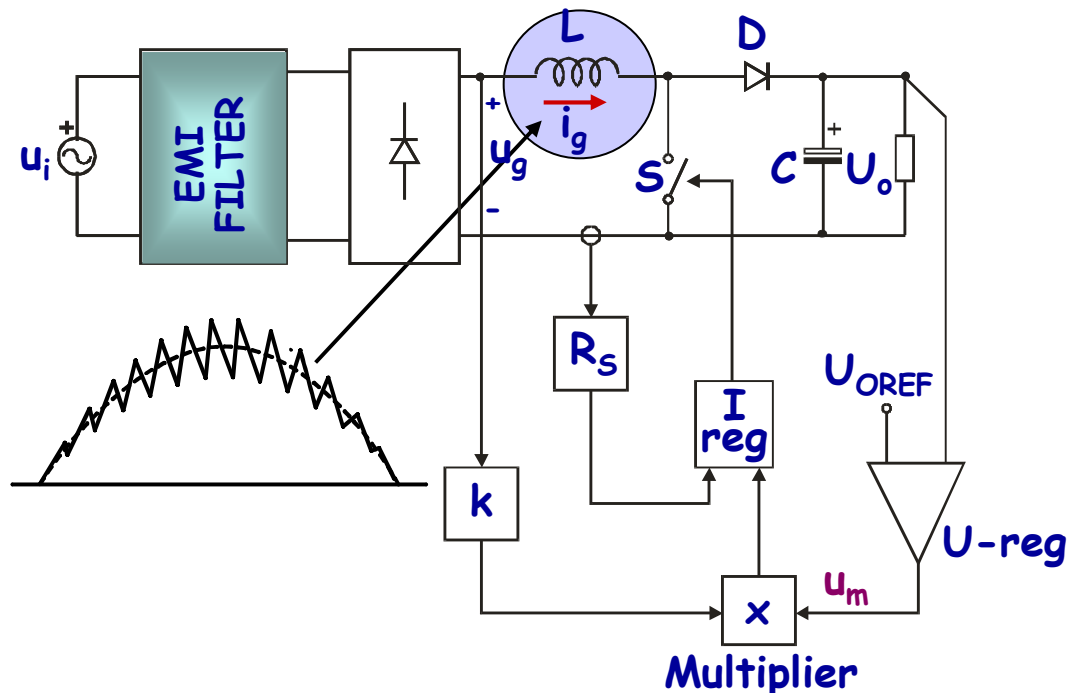 L
D
+
EMI
FILTER
+
i_g
+
u_i
u_g
S
C
U_o
-
R_S
U_OREF
I
reg
k
U-reg
u_m
x
Multiplier